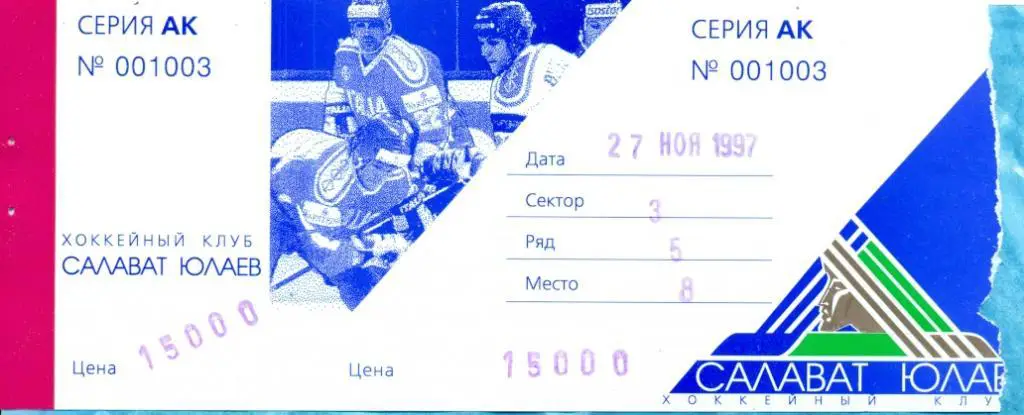 СЕРИЯ АК
№ 001003
ХОККЕЙНЫЙ КЛУБ
САЛАВАТ ЮЛАЕВ
Цена 15000
СЕРИЯ АК
№ 001003
Дата 27 НОЯ 1997
Сектор 3
Ряд 5
Место 8
Цена 15000
САЛАВАТ ЮЛАЕВ
ХОККЕЙНЫЙ КЛУ